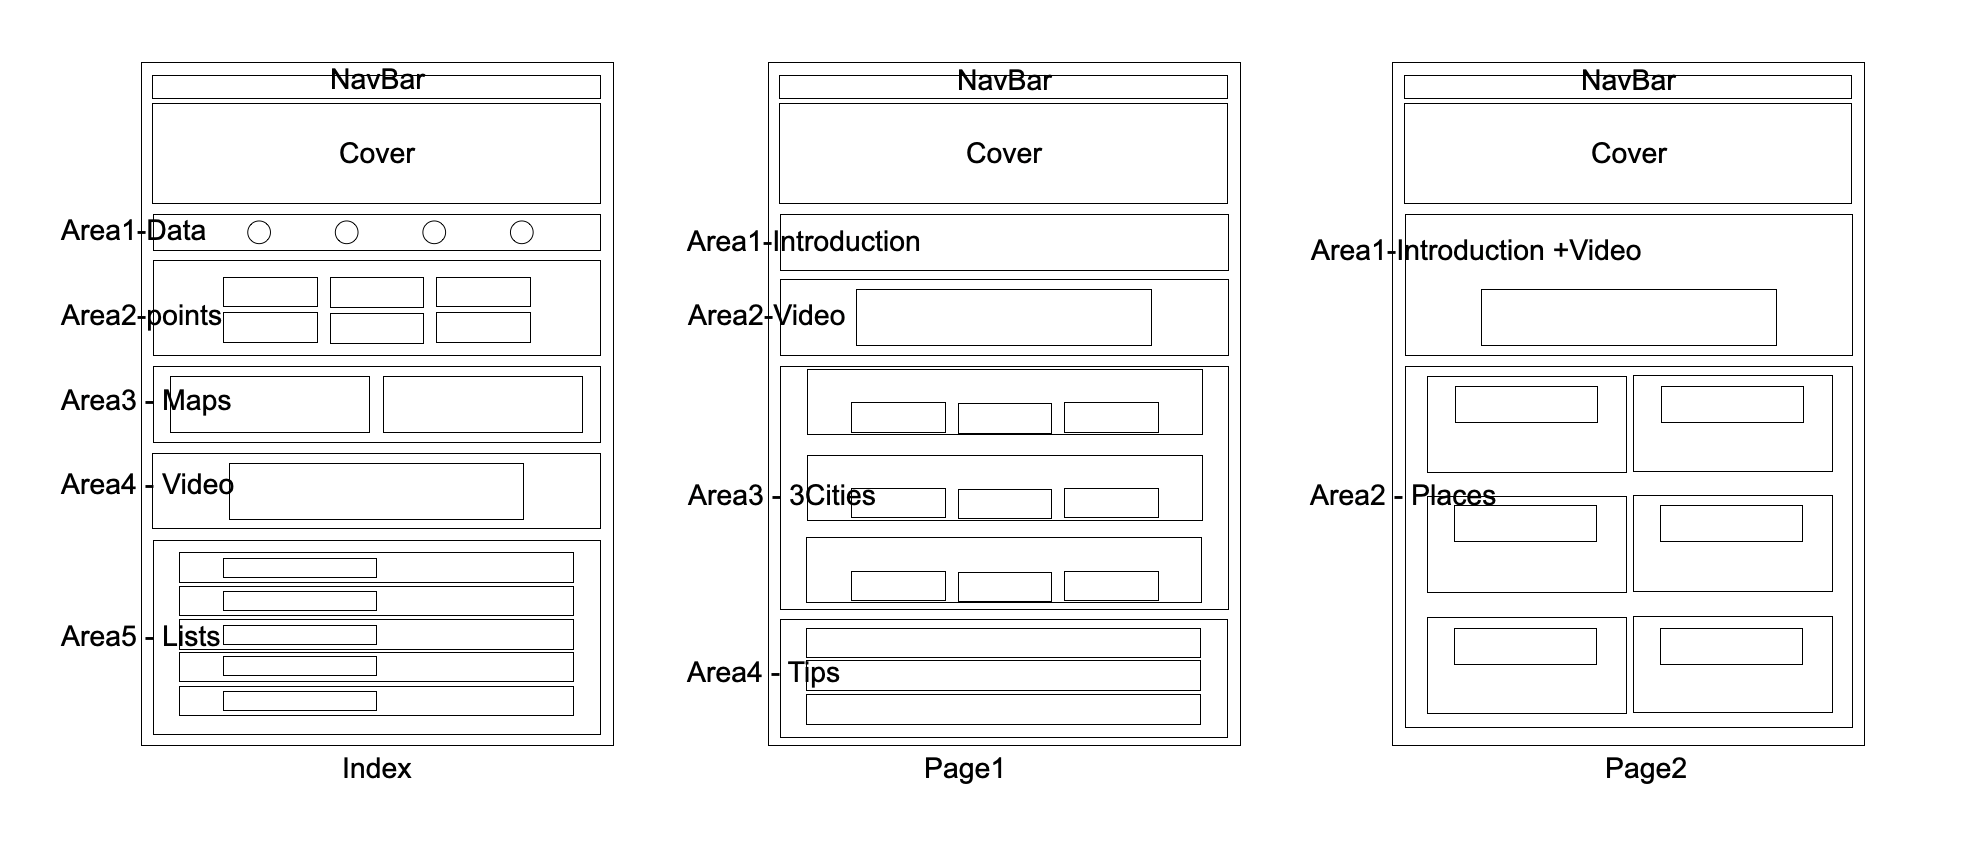 NavBar
Cover
Area1-Data
Area2-points
Area3 - Maps
Area4 - Video
Area5 - Lists
Index
NavBar
Cover
Area1-Introduction
Area2-Video
Area3 - 3Cities
Area4 - Tips
Page1
NavBar
Cover
Area1-Introduction +Video
Area2 - Places
Page2